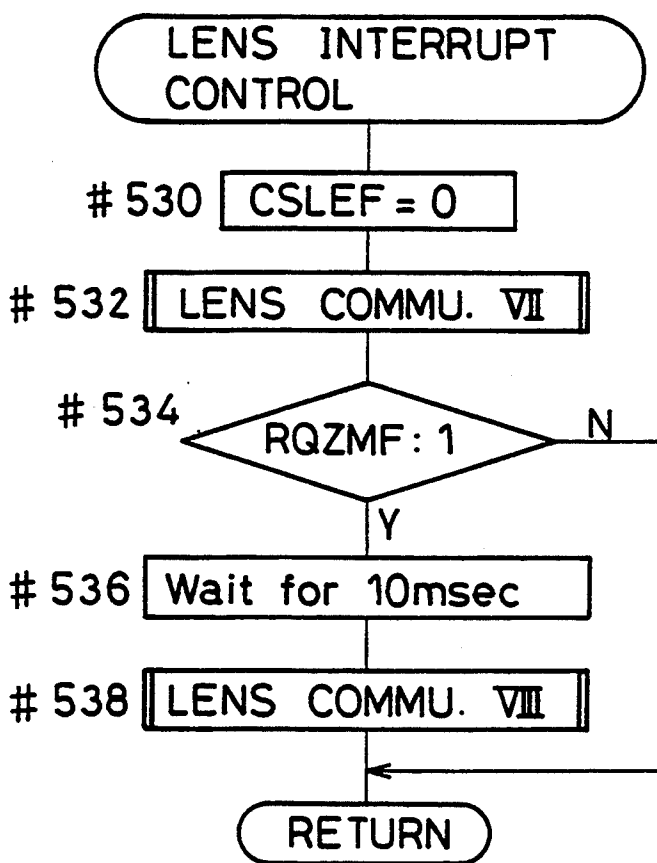 LENS INTERRUPT
CONTROL
# 530 CSLEF = 0
# 532 LENS COMMU. VII
# 534 RQZMF : 1 N
Y
# 536 Wait for 10msec
# 538 LENS COMMU. VIII
RETURN